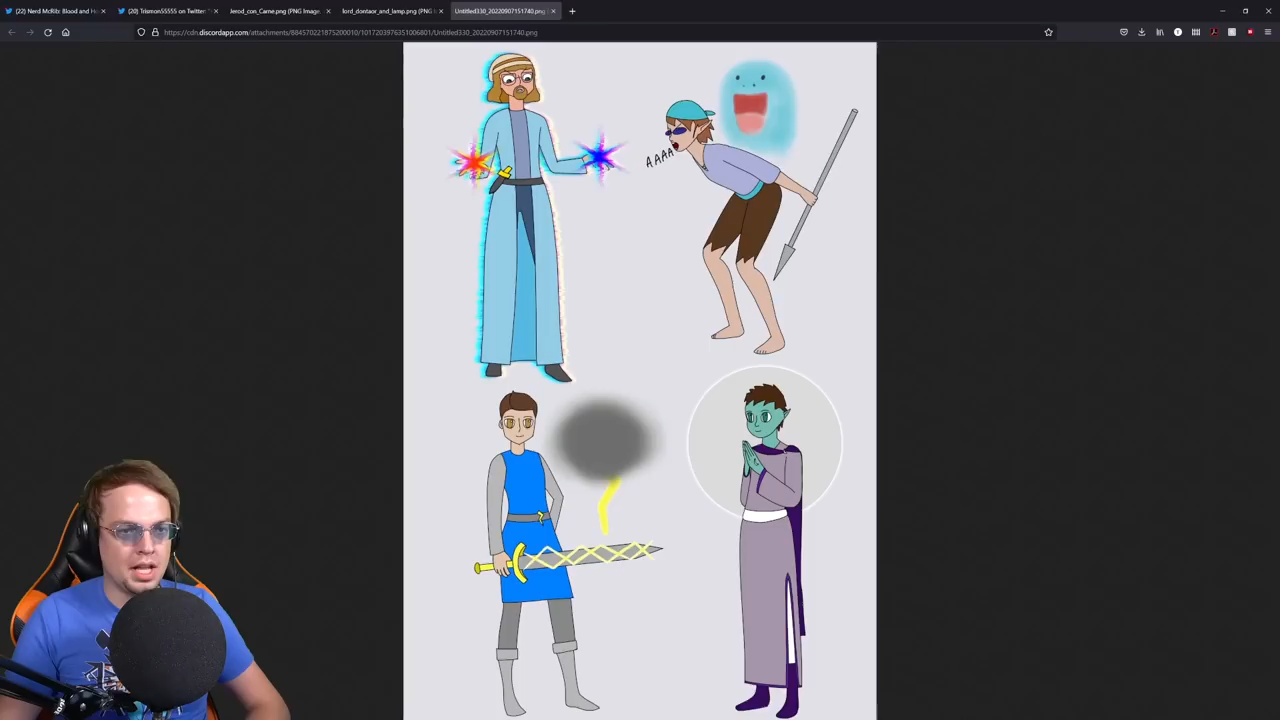 (22) Nerd McRib: Blood and Ho
(20) Trismon55555 on Twitter: "
Jerod_con_Carne.png (PNG Image,
lord_dontaor_and_lamp.png (PNG I
Untitled330_20220907151740.png (
https://cdn.discordapp.com/attachments/884570221875200010/1017203976351006801/Untitled330_20220907151740.png
AAAA